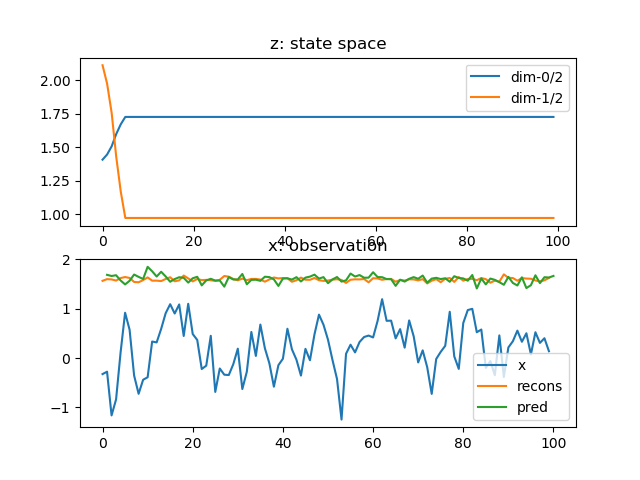 z: state space
2.00
1.75
1.50
1.25
1.00
dim-0/2
dim-1/2
0 20 40 60 80 100
x: observation
2
1
0
−1
x
recons
pred
0 20 40 60 80 100